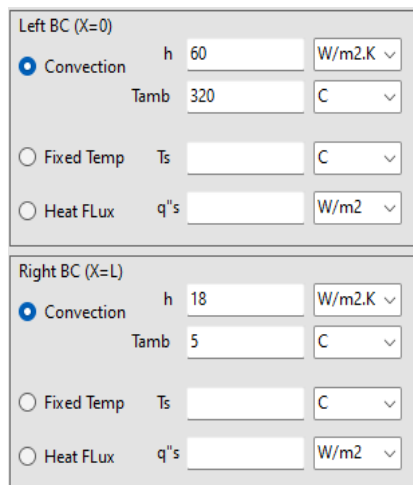 Left BC (X=0)
Convection h 60 W/m2.K
Tamb 320 C
Fixed Temp Ts C
Heat FLux q"s W/m2
Right BC (X=L)
Convection h 18 W/m2.K
Tamb 5 C
Fixed Temp Ts C
Heat FLux q"s W/m2